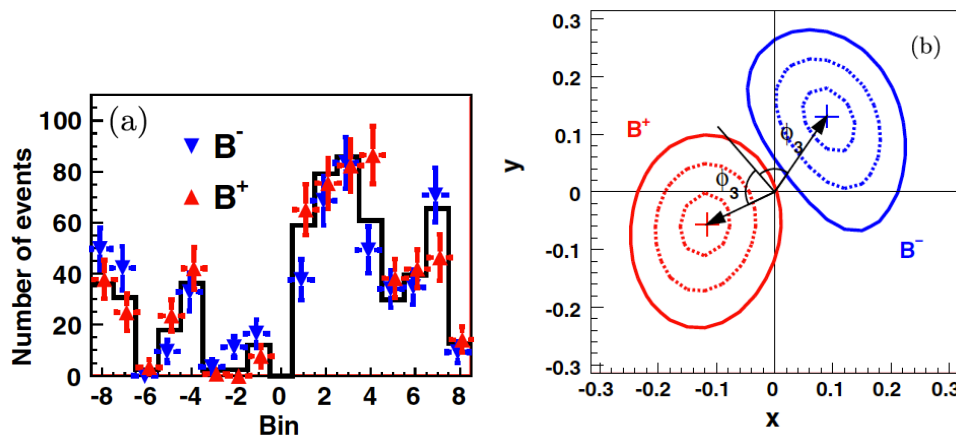 (a)
B-
B+
Number of events
100
80
60
40
20
0
-8 -6 -4 -2 0 2 4 6 8
Bin
(b)
B+
ϕ3
ϕ3
B-
y
0.3
0.2
0.1
0
-0.1
-0.2
-0.3
-0.3 -0.2 -0.1 0 0.1 0.2 0.3
x